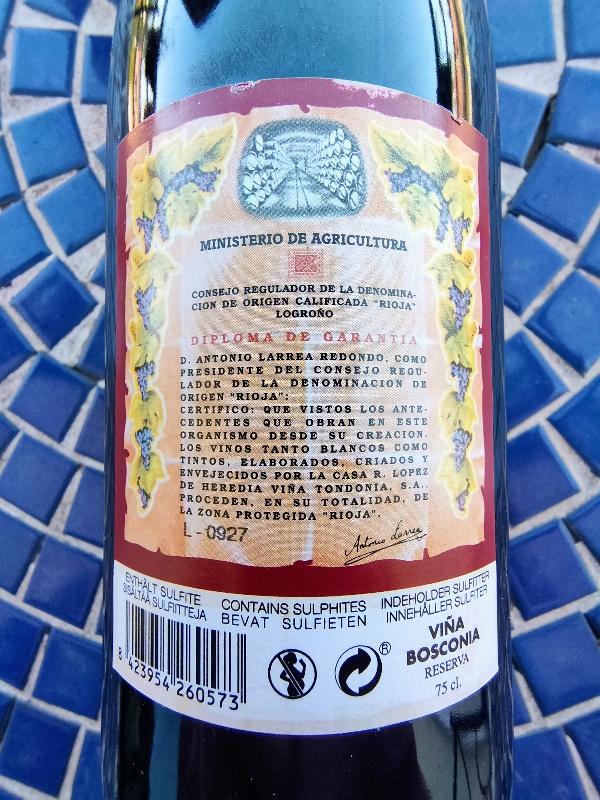 MINISTERIO DE AGRICULTURA
CONSEJO REGULADOR DE LA DENOMINA-
CION DE ORIGEN CALIFICADA "RIOJA"
LOGROÑO
DIPLOMA DE GARANTIA
D. ANTONIO LARREA REDONDO, COMO
PRESIDENTE DEL CONSEJO REGU-
LADOR DE LA DENOMINACION DE
ORIGEN "RIOJA":
CERTIFICO: QUE VISTOS LOS ANTE-
CEDENTES QUE OBRAN EN ESTE
ORGANISMO DESDE SU CREACION,
LOS VINOS TANTO BLANCOS COMO
TINTOS, ELABORADOS, CRIADOS Y
ENVEJECIDOS POR LA CASA R. LOPEZ
DE HEREDIA VIÑA TONDONIA, S.A.,
PROCEDEN, EN SU TOTALIDAD, DE
LA ZONA PROTEGIDA "RIOJA".
L-0927
Antonio Larrea
ENTHÄLT SULFITE
SISÄLTÄÄ SULFIITTEJA
CONTAINS SULPHITES
BEVAT SULFIETEN
INDEHOLDER SULFITTER
INNEHÅLLER SULFITER
8 423954 260573
®
VIÑA
BOSCONIA
RESERVA
75 cl.